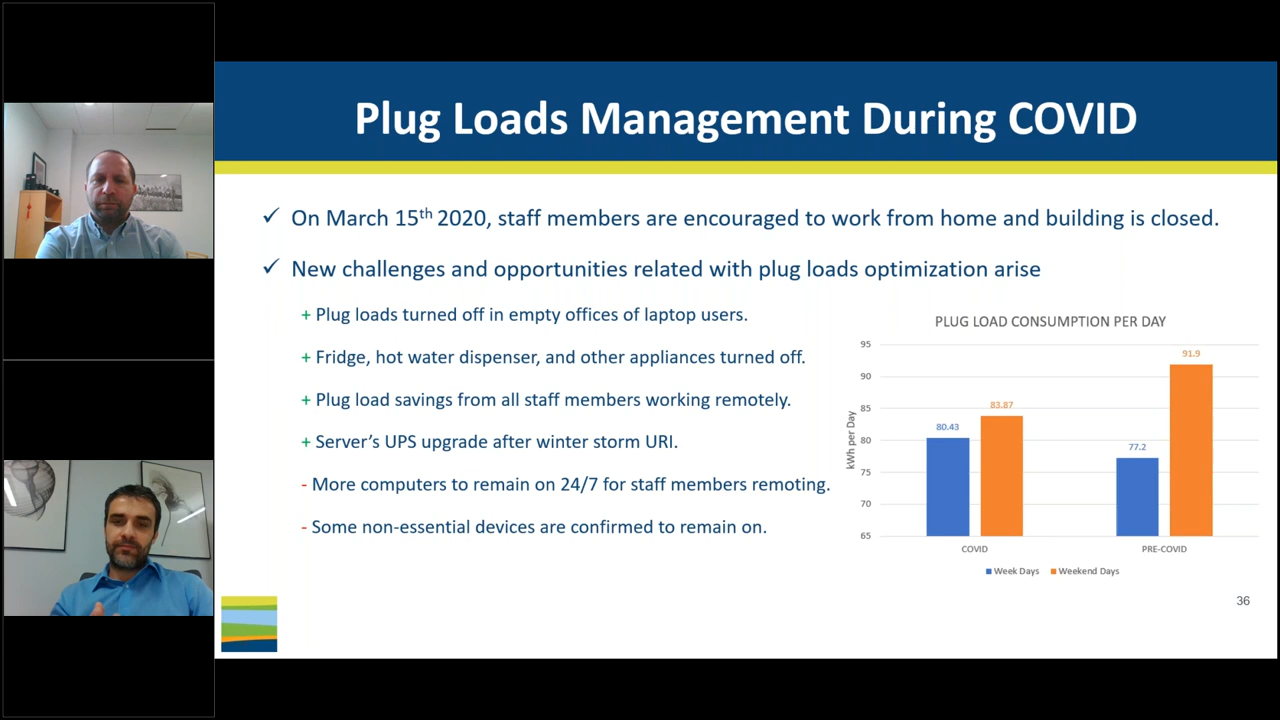 Plug Loads Management During COVID
✓ On March 15th 2020, staff members are encouraged to work from home and building is closed.
✓ New challenges and opportunities related with plug loads optimization arise
+ Plug loads turned off in empty offices of laptop users.
+ Fridge, hot water dispenser, and other appliances turned off.
+ Plug load savings from all staff members working remotely.
+ Server’s UPS upgrade after winter storm URI.
- More computers to remain on 24/7 for staff members remoting.
- Some non-essential devices are confirmed to remain on.
PLUG LOAD CONSUMPTION PER DAY
kWh per Day
95
90
85
80
75
70
65
80.43
83.87
77.2
91.9
COVID
PRE-COVID
Week Days
Weekend Days
36